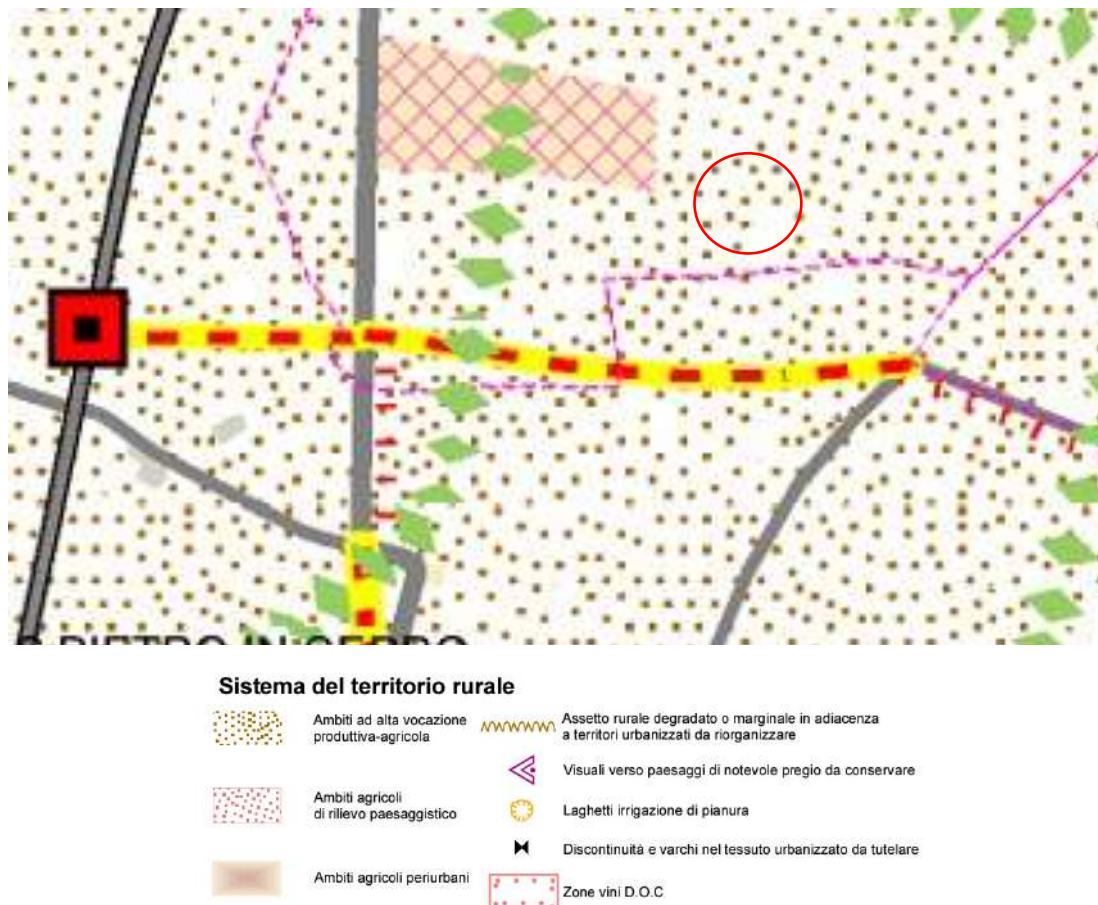 Sistema del territorio rurale
Ambiti ad alta vocazione
produttiva-agricola
Ambiti agricoli
di rilievo paesaggistico
Ambiti agricoli periurbani
Assetto rurale degradato o marginale in adiacenza
a territori urbanizzati da riorganizzare
Visuali verso paesaggi di notevole pregio da conservare
Laghetti irrigazione di pianura
Discontinuità e varchi nel tessuto urbanizzato da tutelare
Zone vini D.O.C